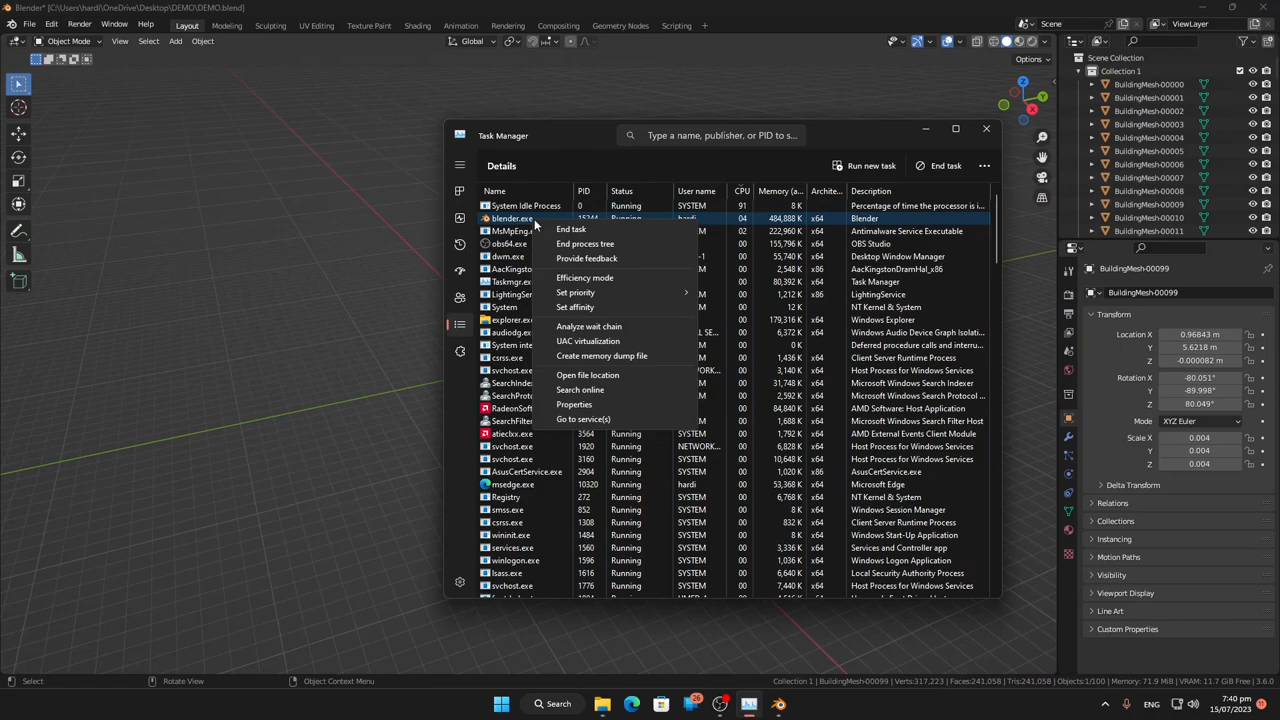 Blender* [C:\Users\hardi\OneDrive\Desktop\DEMO\DEMO.blend]
File Edit Render Window Help Layout Modeling Sculpting UV Editing Texture Paint Shading Animation Rendering Compositing Geometry Nodes Scripting + Scene ViewLayer
Object Mode View Select Add Object Global
Options
Z
Y
X
Scene Collection
Collection 1
BuildingMesh-00000
BuildingMesh-00001
BuildingMesh-00002
BuildingMesh-00003
BuildingMesh-00004
BuildingMesh-00005
BuildingMesh-00006
BuildingMesh-00007
BuildingMesh-00008
BuildingMesh-00009
BuildingMesh-00010
BuildingMesh-00011
Task Manager Type a name, publisher, or PID to s...
Details Run new task End task
Name PID Status User name CPU Memory (a... Archite... Description
System Idle Process 0 Running SYSTEM 91 8 K Percentage of time the processor is i...
blender.exe 15244 Running hardi 04 484,888 K x64 Blender
MsMpEng.e 02 222,960 K x64 Antimalware Service Executable
obs64.exe 00 155,796 K x64 OBS Studio
dwm.exe -1 00 55,740 K x64 Desktop Window Manager
AacKingsto M 00 2,548 K x86 AacKingstonDramHal_x86
Taskmgr.ex 00 80,392 K x64 Task Manager
LightingSer M 00 1,212 K x86 LightingService
System M 00 12 K NT Kernel & System
explorer.exe 00 179,316 K x64 Windows Explorer
audiodg.ex SE... 00 6,372 K x64 Windows Audio Device Graph Isolati...
System inte M 00 0 K Deferred procedure calls and interru...
csrss.exe M 00 1,436 K x64 Client Server Runtime Process
svchost.exe RK... 00 3,140 K x64 Host Process for Windows Services
SearchIndex M 00 31,748 K x64 Microsoft Windows Search Indexer
SearchProto M 00 2,592 K x64 Microsoft Windows Search Protocol ...
RadeonSoft 00 84,840 K x64 AMD Software: Host Application
SearchFilter M 00 1,412 K x64 Microsoft Windows Search Filter Host
atieclxx.exe 3564 Running SYSTEM 00 1,792 K x64 AMD External Events Client Module
svchost.exe 1920 Running NETWORK... 00 6,828 K x64 Host Process for Windows Services
svchost.exe 3160 Running SYSTEM 00 10,648 K x64 Host Process for Windows Services
AsusCertService.exe 2904 Running SYSTEM 00 1,020 K x86 AsusCertService.exe
msedge.exe 10320 Running hardi 00 53,368 K x64 Microsoft Edge
Registry 272 Running SYSTEM 00 6,768 K x64 NT Kernel & System
smss.exe 852 Running SYSTEM 00 8 K x64 Windows Session Manager
csrss.exe 1308 Running SYSTEM 00 832 K x64 Client Server Runtime Process
wininit.exe 1484 Running SYSTEM 00 8 K x64 Windows Start-Up Application
services.exe 1560 Running SYSTEM 00 3,336 K x64 Services and Controller app
winlogon.exe 1596 Running SYSTEM 00 1,060 K x64 Windows Logon Application
lsass.exe 1616 Running SYSTEM 00 6,640 K x64 Local Security Authority Process
svchost.exe 1776 Running SYSTEM 00 7,440 K x64 Host Process for Windows Services
End task
End process tree
Provide feedback
Efficiency mode
Set priority
Set affinity
Analyze wait chain
UAC virtualization
Create memory dump file
Open file location
Search online
Properties
Go to service(s)
BuildingMesh-00099
BuildingMesh-00099
Transform
Location X 0.96843 m
Y 5.6218 m
Z -0.000082 m
Rotation X -80.051°
Y -89.998°
Z 80.049°
Mode XYZ Euler
Scale X 0.004
Y 0.004
Z 0.004
Delta Transform
Relations
Collections
Instancing
Motion Paths
Visibility
Viewport Display
Line Art
Custom Properties
Select Rotate View Object Context Menu Collection 1 | BuildingMesh-00099 | Verts:317,223 | Faces:241,058 | Tris:241,058 | Objects:1/100 | Memory: 71.9 MiB | VRAM: 11.7 GiB Free | 3.6.0
Search 26 ENG 7:40 pm
15/07/2023 1